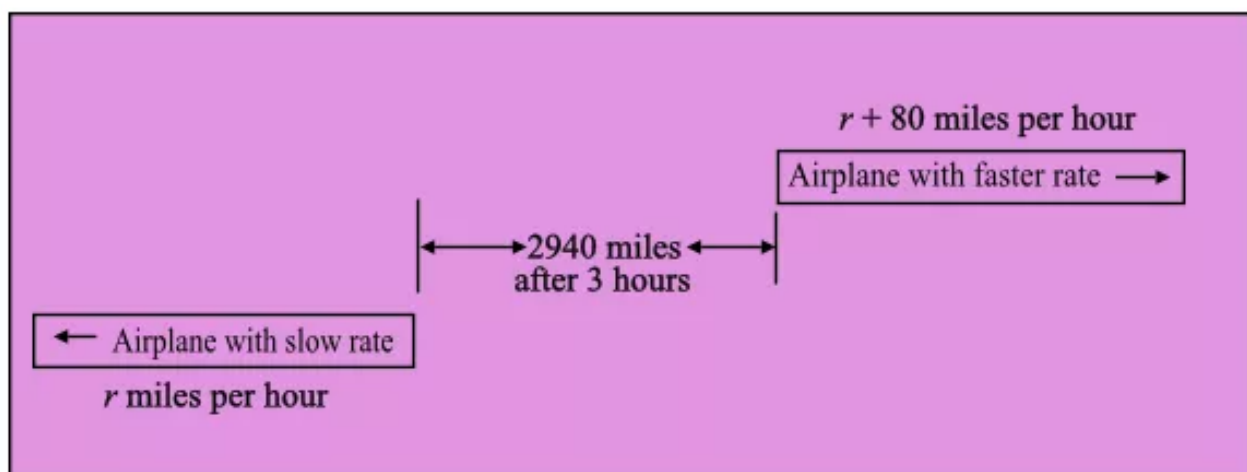 r + 80 miles per hour
Airplane with faster rate
2940 miles
after 3 hours
Airplane with slow rate
r miles per hour